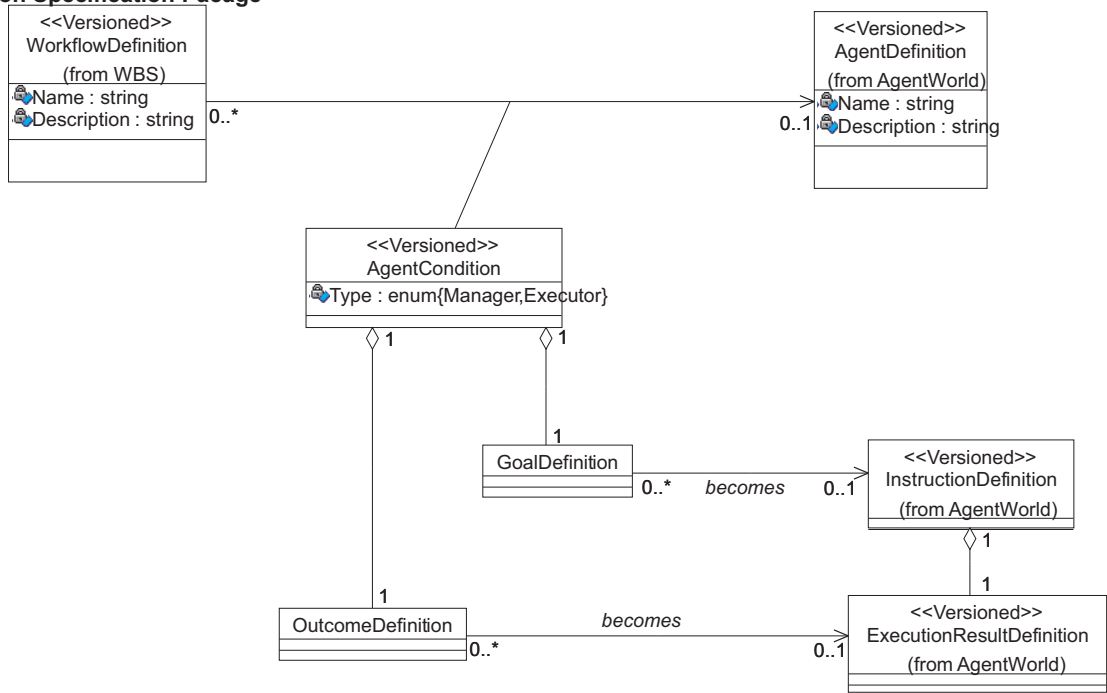 on Specification Pacage
<<Versioned>>
WorkflowDefinition
(from WBS)
Name : string
Description : string
0..*
<<Versioned>>
AgentDefinition
(from AgentWorld)
Name : string
Description : string
0..1
<<Versioned>>
AgentCondition
Type : enum{Manager,Executor}
1
1
1
GoalDefinition
0..*
becomes
0..1
<<Versioned>>
InstructionDefinition
(from AgentWorld)
1
1
1
OutcomeDefinition
0..*
becomes
0..1
<<Versioned>>
ExecutionResultDefinition
(from AgentWorld)